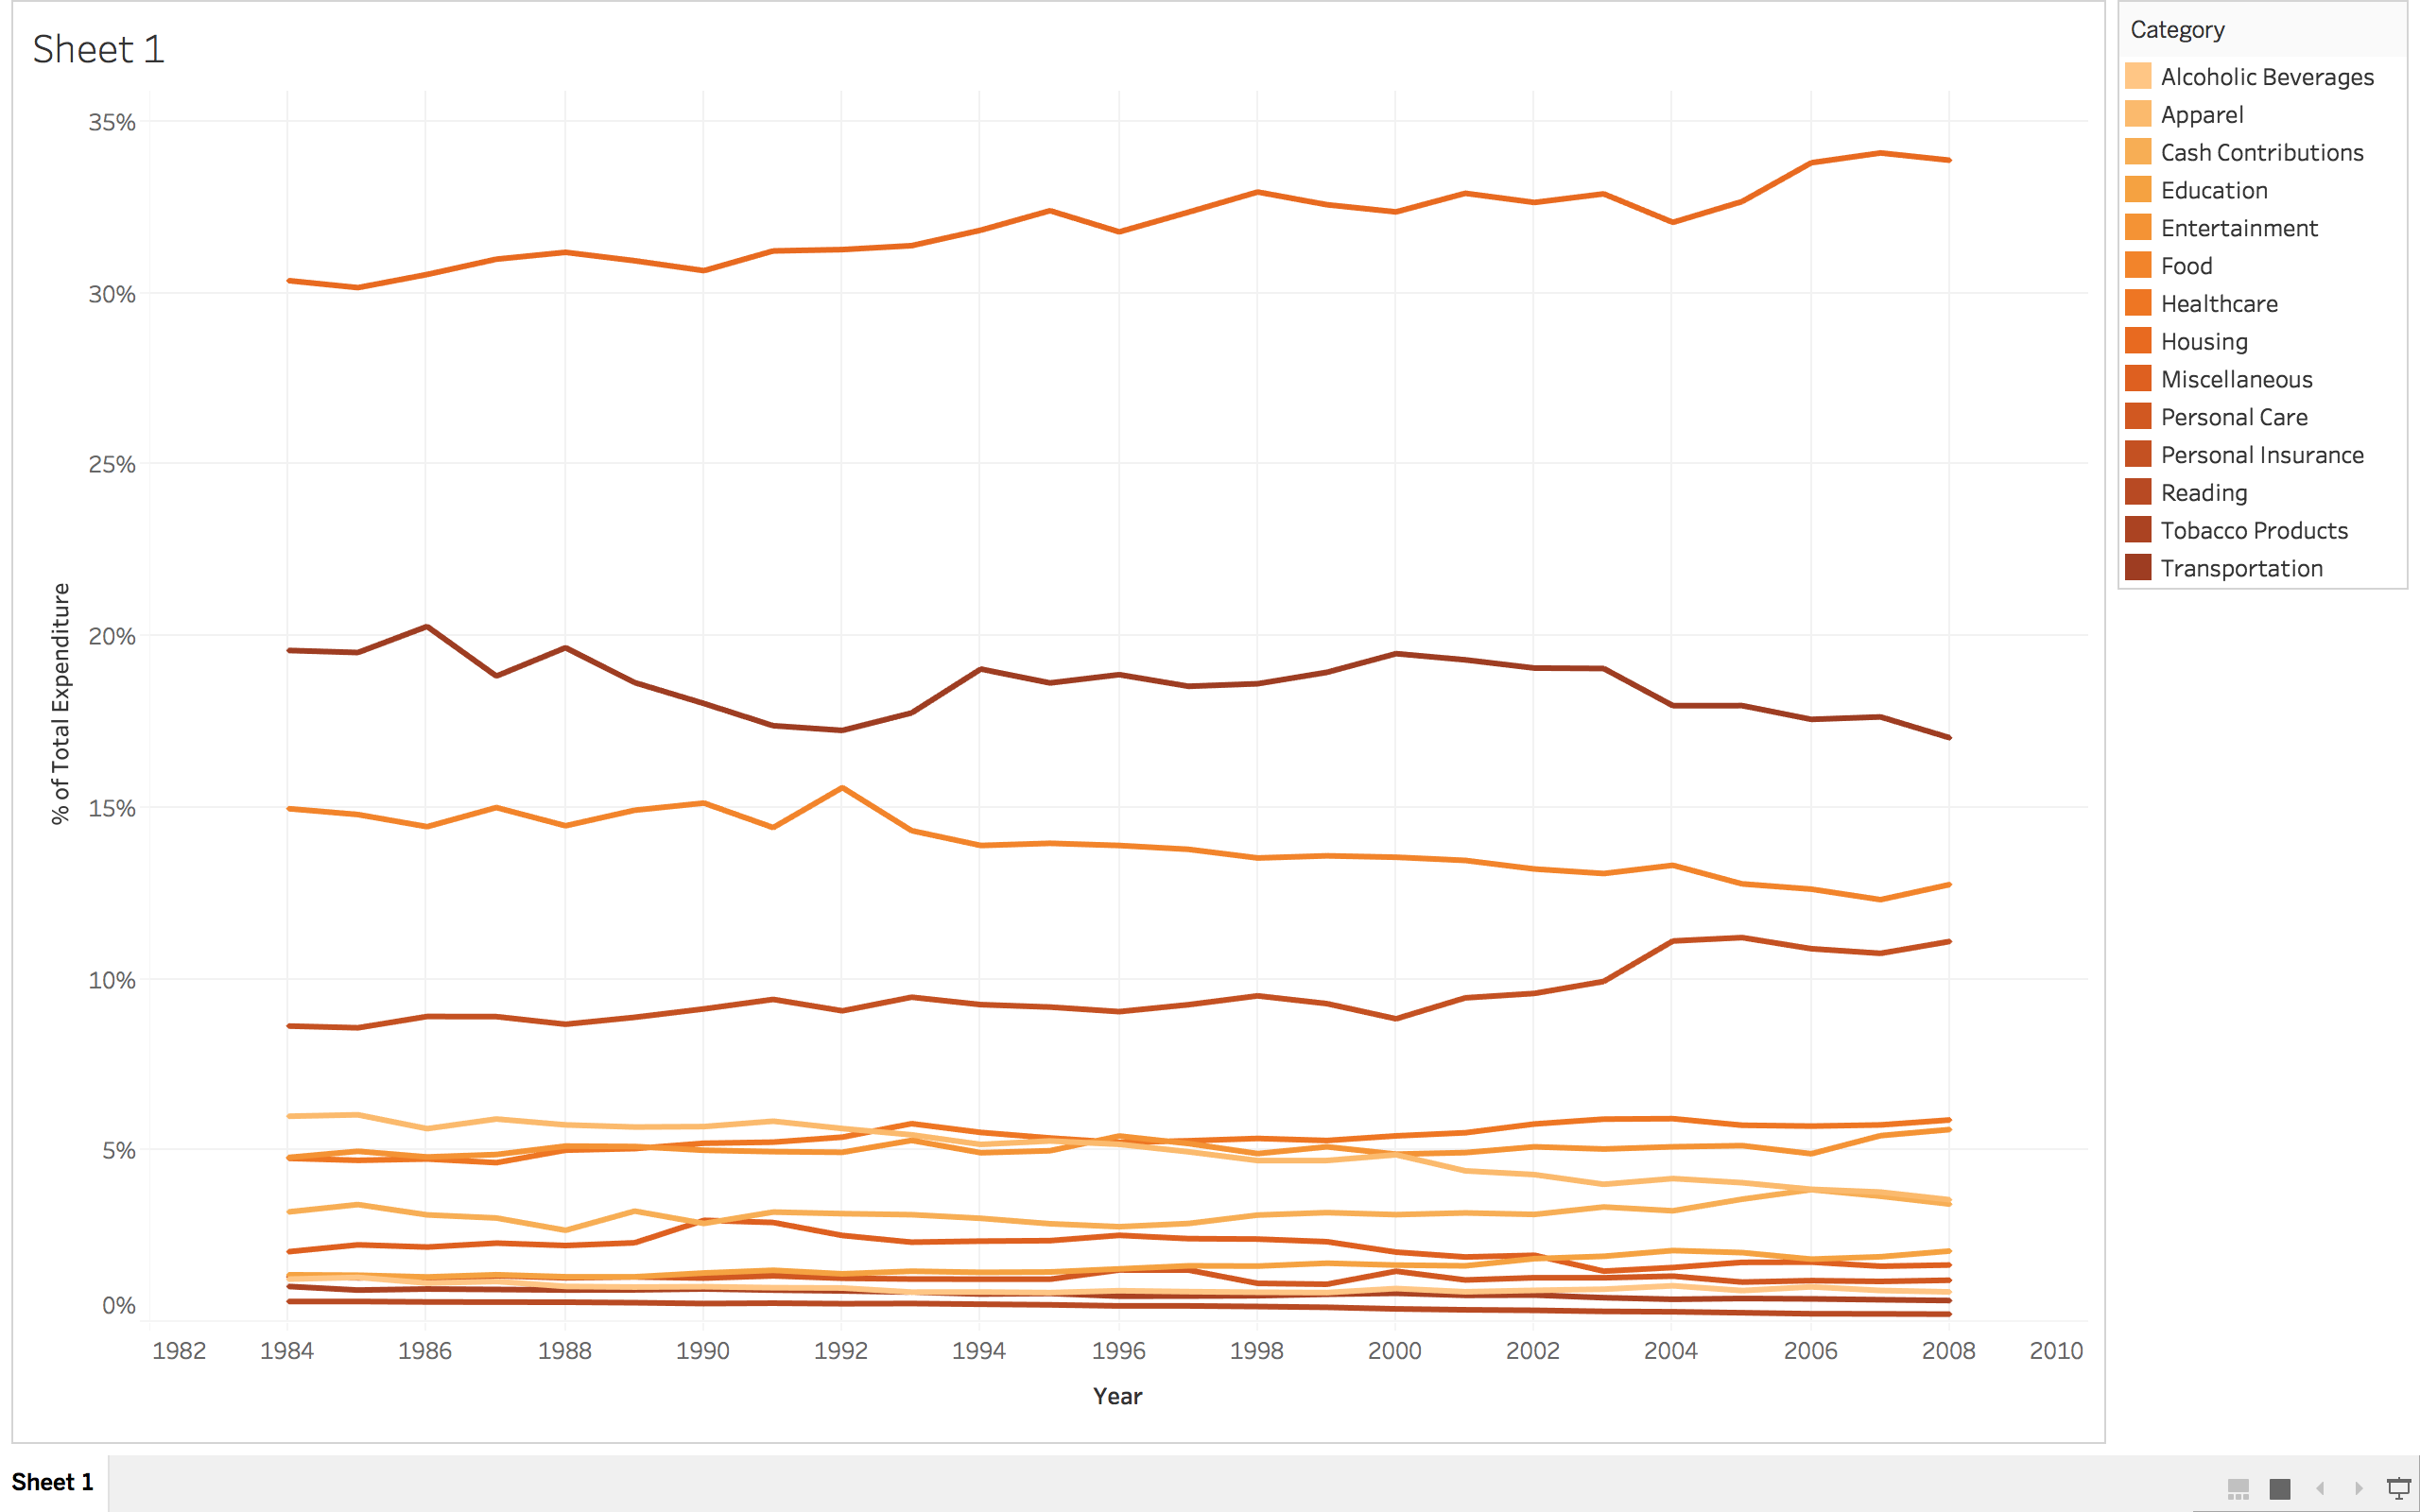 Sheet 1
35%
30%
25%
20%
15%
10%
5%
0%
% of Total Expenditure
1982 1984 1986 1988 1990 1992 1994 1996 1998 2000 2002 2004 2006 2008 2010
Year
Category
Alcoholic Beverages
Apparel
Cash Contributions
Education
Entertainment
Food
Healthcare
Housing
Miscellaneous
Personal Care
Personal Insurance
Reading
Tobacco Products
Transportation
Sheet 1